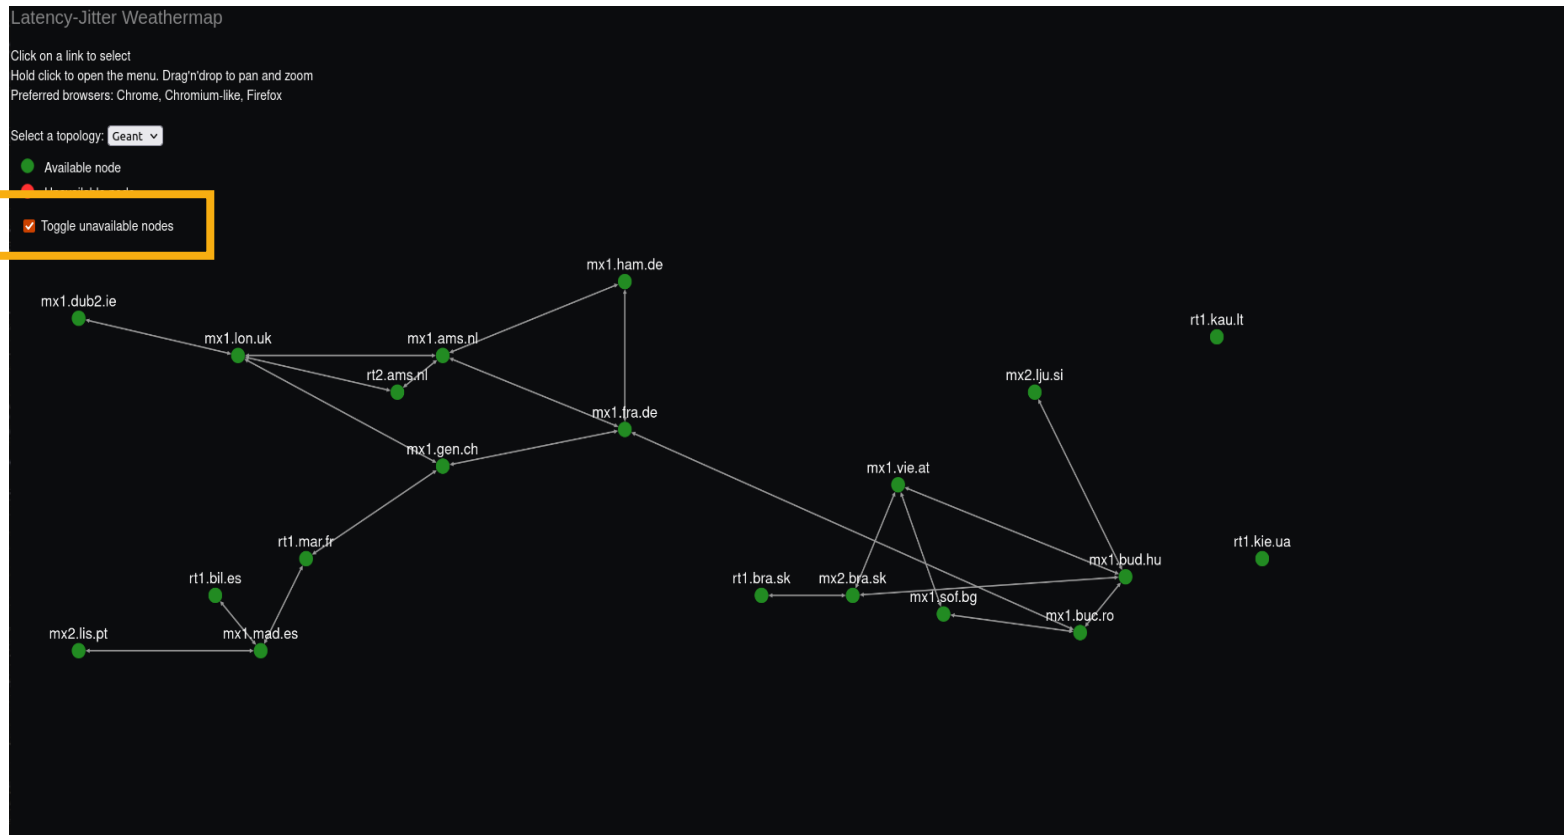 Latency-Jitter Weathermap
Click on a link to select
Hold click to open the menu. Drag'n'drop to pan and zoom
Preferred browsers: Chrome, Chromium-like, Firefox
Select a topology: Geant
Available node
Unavailable node
Toggle unavailable nodes
mx1.ham.de
mx1.dub2.ie
rt1.kau.lt
mx1.lon.uk
mx1.ams.nl
rt2.ams.nl
mx2.lju.si
mx1.fra.de
mx1.gen.ch
mx1.vie.at
rt1.mar.fr
rt1.kie.ua
mx1.bud.hu
rt1.bil.es
rt1.bra.sk
mx2.bra.sk
mx1.sof.bg
mx1.buc.ro
mx2.lis.pt
mx1.mad.es